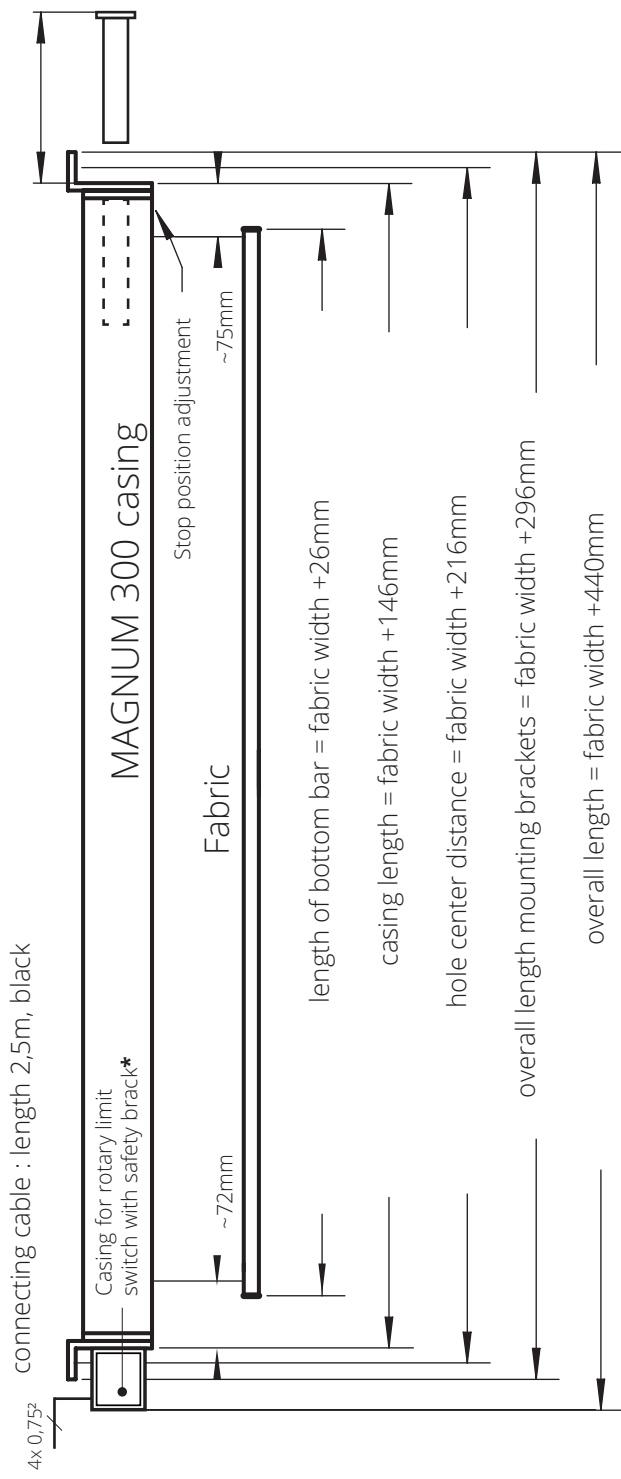 connecting cable : length 2,5m, black
4x 0,75²
Casing for rotary limit
switch with safety brack*
MAGNUM 300 casing
Stop position adjustment
~72mm
Fabric
~75mm
length of bottom bar = fabric width +26mm
casing length = fabric width +146mm
hole center distance = fabric width +216mm
overall length mounting brackets = fabric width +296mm
overall length = fabric width +440mm